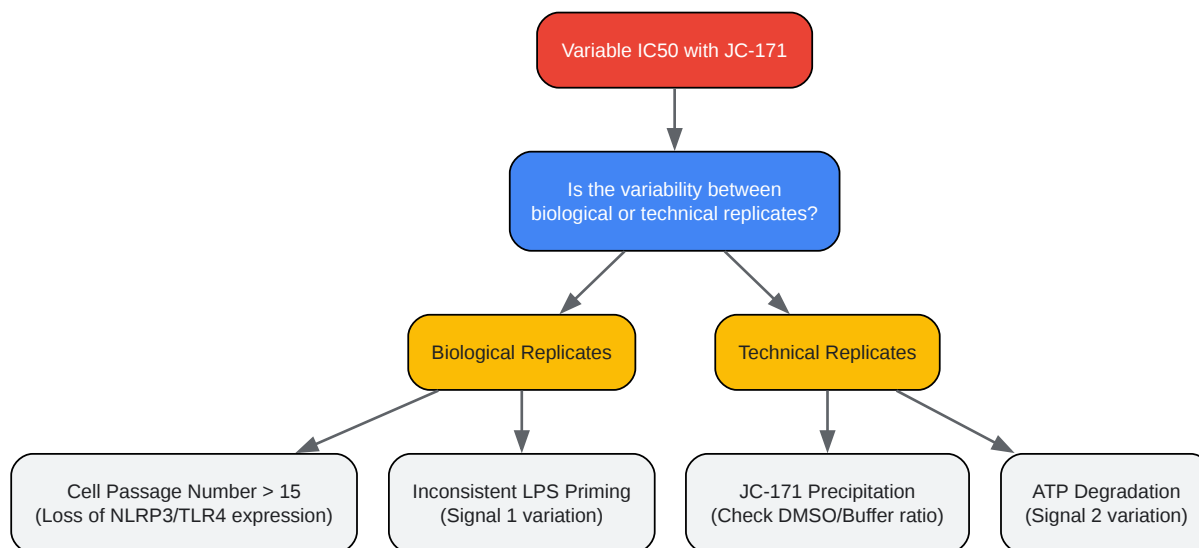 Variable IC50 with JC-171
Is the variability between
biological or technical replicates?
Biological Replicates
Technical Replicates
Cell Passage Number > 15
(Loss of NLRP3/TLR4 expression)
Inconsistent LPS Priming
(Signal 1 variation)
JC-171 Precipitation
(Check DMSO/Buffer ratio)
ATP Degradation
(Signal 2 variation)